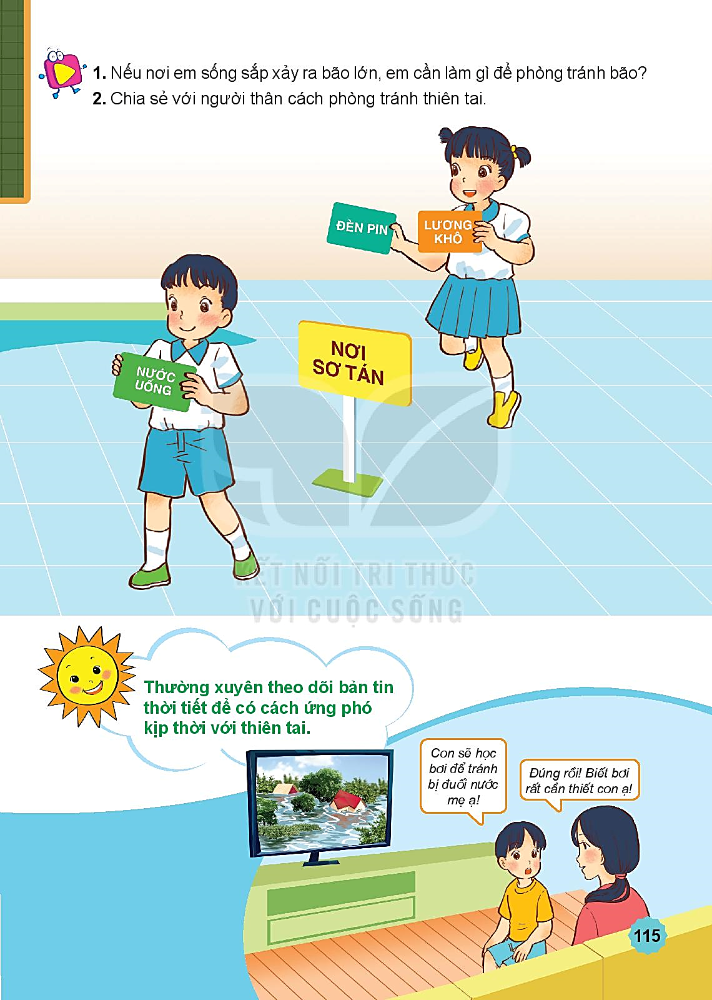 1. Nếu nơi em sống sắp xảy ra bão lớn, em cần làm gì để phòng tránh bão?
2. Chia sẻ với người thân cách phòng tránh thiên tai.
ĐÈN PIN
LƯƠNG
KHÔ
NƯỚC
UỐNG
NƠI
SƠ TÁN
KẾT NỐI TRI THỨC
VỚI CUỘC SỐNG
Thường xuyên theo dõi bản tin
thời tiết để có cách ứng phó
kịp thời với thiên tai.
Con sẽ học
bơi để tránh
bị đuối nước
mẹ ạ!
Đúng rồi! Biết bơi
rất cần thiết con ạ!
115